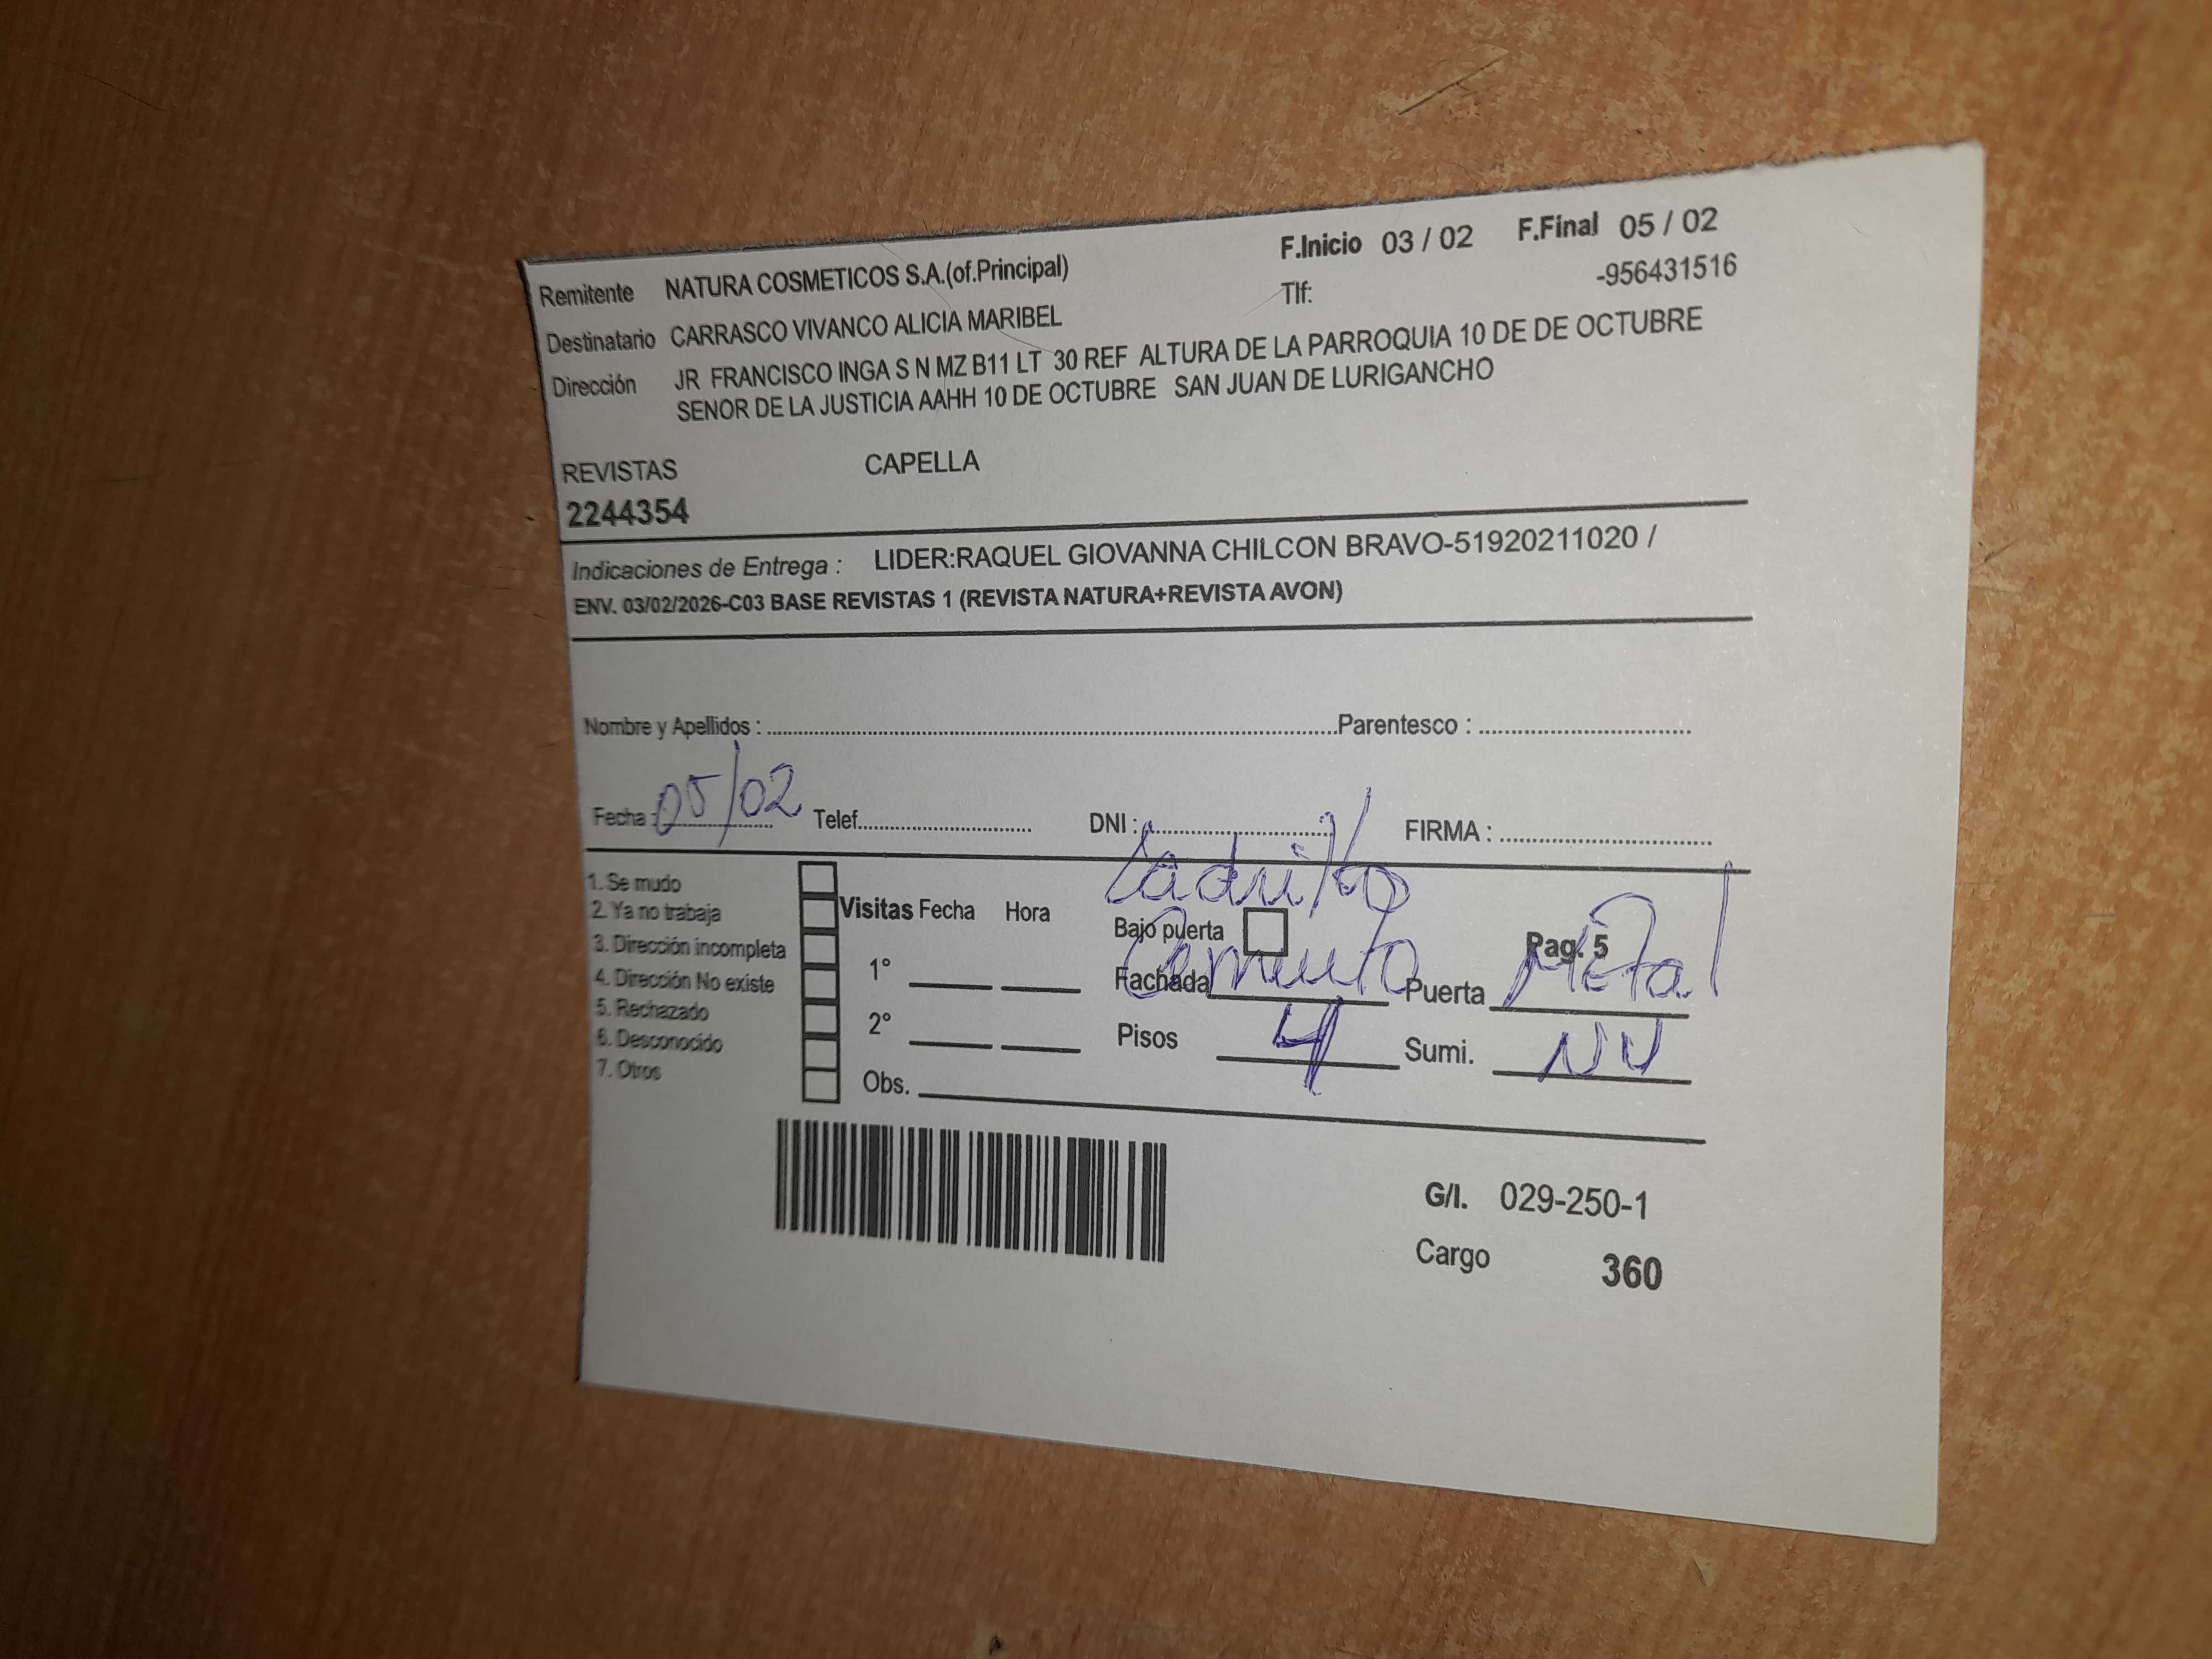 Remitente NATURA COSMETICOS S.A.(of.Principal) F.Inicio 03 / 02 F.Final 05 / 02
Destinatario CARRASCO VIVANCO ALICIA MARIBEL Tlf: -956431516
Dirección JR FRANCISCO INGA S N MZ B11 LT 30 REF ALTURA DE LA PARROQUIA 10 DE DE OCTUBRE
SENOR DE LA JUSTICIA AAHH 10 DE OCTUBRE SAN JUAN DE LURIGANCHO
REVISTAS CAPELLA
2244354
Indicaciones de Entrega : LIDER:RAQUEL GIOVANNA CHILCON BRAVO-51920211020 /
ENV. 03/02/2026-C03 BASE REVISTAS 1 (REVISTA NATURA+REVISTA AVON)
Nombre y Apellidos : Parentesco :
Fecha : 05/02 Telef. DNI : FIRMA :
Ladrillo
1. Se mudo
2. Ya no trabaja
3. Dirección incompleta
4. Dirección No existe
5. Rechazado
6. Desconocido
7. Otros
Visitas Fecha Hora
1°
2°
Obs.
Bajo puerta Pag. 5
Fachada Cemento Puerta Metal
Pisos 4 Sumi. NV
G/I. 029-250-1
Cargo 360